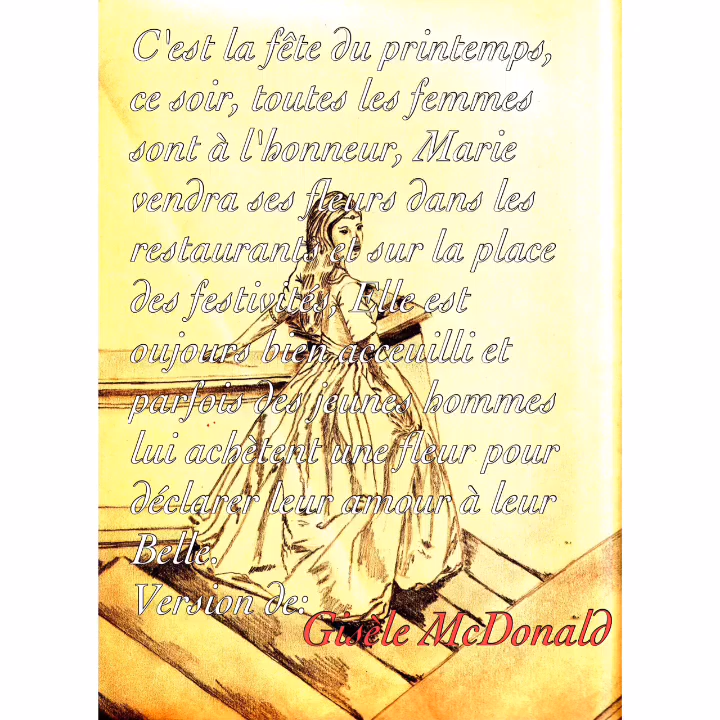 C'est la fête du printemps,
ce soir, toutes les femmes
sont à l'honneur, Marie
vendra ses fleurs dans les
restaurants et sur la place
des festivités, Elle est
oujours bien acceuilli et
parfois des jeunes hommes
lui achètent une fleur pour
déclarer leur amour à leur
Belle.
Version de:
Gisèle McDonald